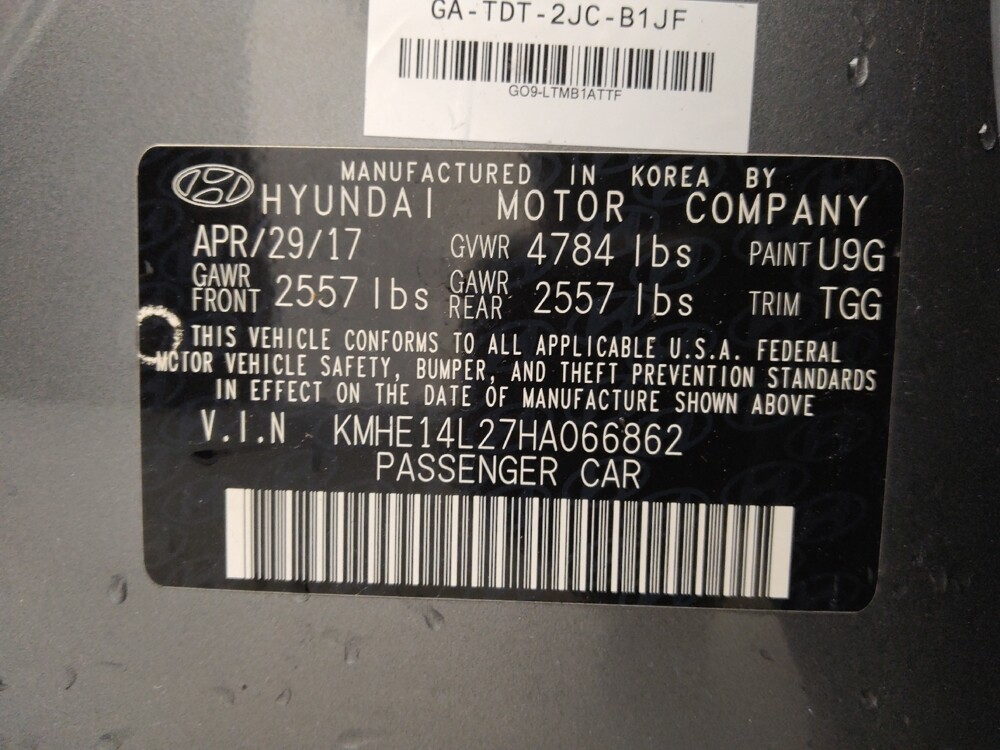 GA-TDT-2JC-B1JF
GO9-LTMB1ATTF
MANUFACTURED IN KOREA BY
HYUNDAI MOTOR COMPANY
APR/29/17 GVWR 4784 lbs PAINT U9G
GAWR FRONT 2557 lbs GAWR REAR 2557 lbs TRIM TGG
THIS VEHICLE CONFORMS TO ALL APPLICABLE U.S.A. FEDERAL
MOTOR VEHICLE SAFETY, BUMPER, AND THEFT PREVENTION STANDARDS
IN EFFECT ON THE DATE OF MANUFACTURE SHOWN ABOVE
V.I.N KMHE14L27HA066862
PASSENGER CAR